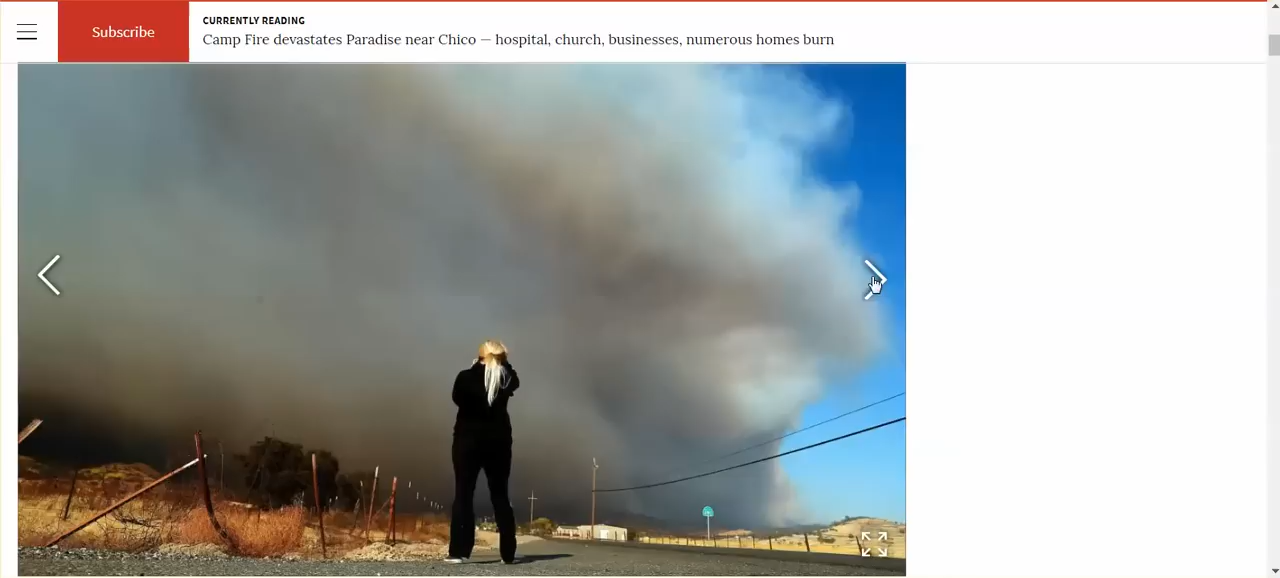 Subscribe
CURRENTLY READING
Camp Fire devastates Paradise near Chico — hospital, church, businesses, numerous homes burn